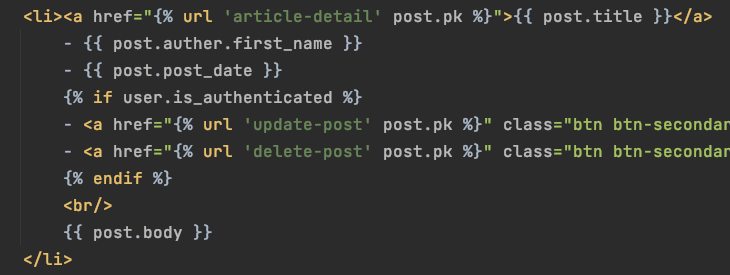 <li><a href="{% url 'article-detail' post.pk %}">{{ post.title }}</a>
- {{ post.auther.first_name }}
- {{ post.post_date }}
{% if user.is_authenticated %}
- <a href="{% url 'update-post' post.pk %}" class="btn btn-secondar
- <a href="{% url 'delete-post' post.pk %}" class="btn btn-secondar
{% endif %}
<br/>
{{ post.body }}
</li>